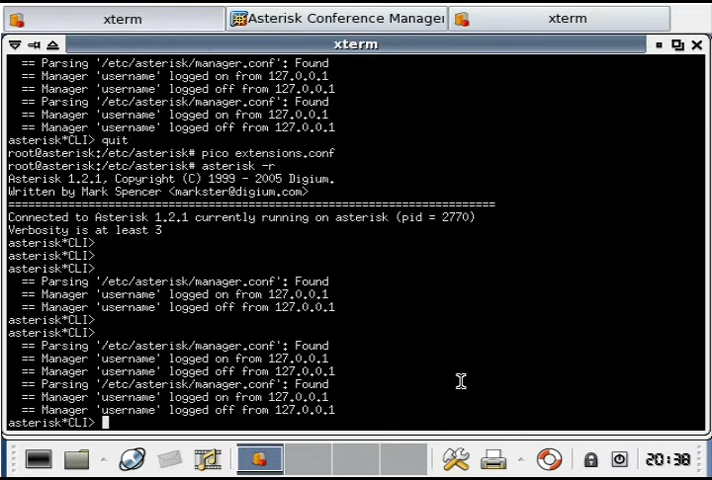 xterm
Asterisk Conference Manager
xterm
xterm
== Parsing '/etc/asterisk/manager.conf': Found
== Manager 'username' logged on from 127.0.0.1
== Manager 'username' logged off from 127.0.0.1
== Parsing '/etc/asterisk/manager.conf': Found
== Manager 'username' logged on from 127.0.0.1
== Manager 'username' logged off from 127.0.0.1
asterisk*CLI> quit
root@asterisk:/etc/asterisk# pico extensions.conf
root@asterisk:/etc/asterisk# asterisk -r
Asterisk 1.2.1, Copyright (C) 1999 - 2005 Digium.
Written by Mark Spencer <markster@digium.com>
=========================================================================
Connected to Asterisk 1.2.1 currently running on asterisk (pid = 2770)
Verbosity is at least 3
asterisk*CLI>
asterisk*CLI>
asterisk*CLI>
== Parsing '/etc/asterisk/manager.conf': Found
== Manager 'username' logged on from 127.0.0.1
== Manager 'username' logged off from 127.0.0.1
asterisk*CLI>
asterisk*CLI>
== Parsing '/etc/asterisk/manager.conf': Found
== Manager 'username' logged on from 127.0.0.1
== Manager 'username' logged off from 127.0.0.1
== Parsing '/etc/asterisk/manager.conf': Found
== Manager 'username' logged on from 127.0.0.1
== Manager 'username' logged off from 127.0.0.1
asterisk*CLI>
20:38